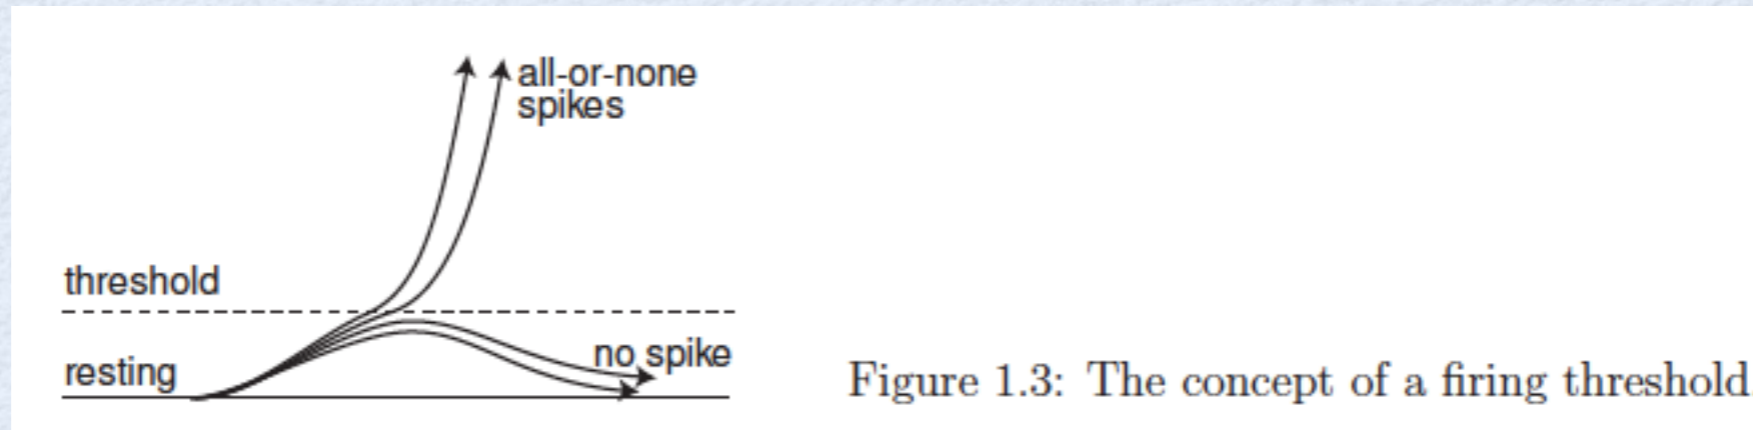 all-or-none
spikes
threshold
no spike
resting
Figure 1.3: The concept of a firing threshold.